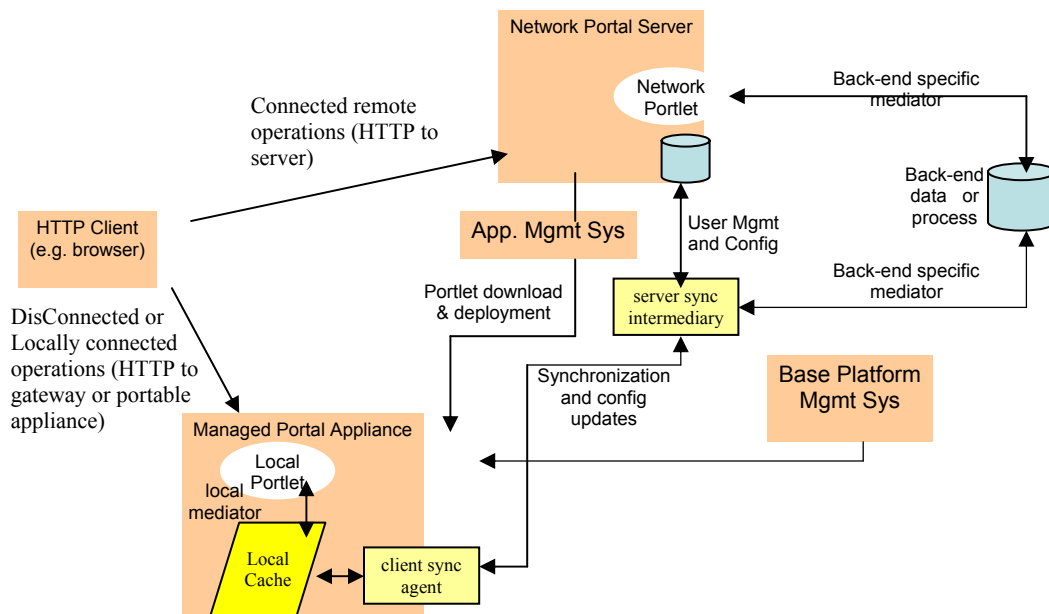 Network Portal Server
Network
Portlet
Back-end specific
mediator
Connected remote
operations (HTTP to
server)
Back-end
data or
process
HTTP Client
(e.g. browser)
App. Mgmt Sys
User Mgmt
and Config
Back-end specific
mediator
Portlet download
& deployment
server sync
intermediary
DisConnected or
Locally connected
operations (HTTP to
gateway or portable
appliance)
Synchronization
and config
updates
Base Platform
Mgmt Sys
Managed Portal Appliance
Local
Portlet
local
mediator
Local
Cache
client sync
agent